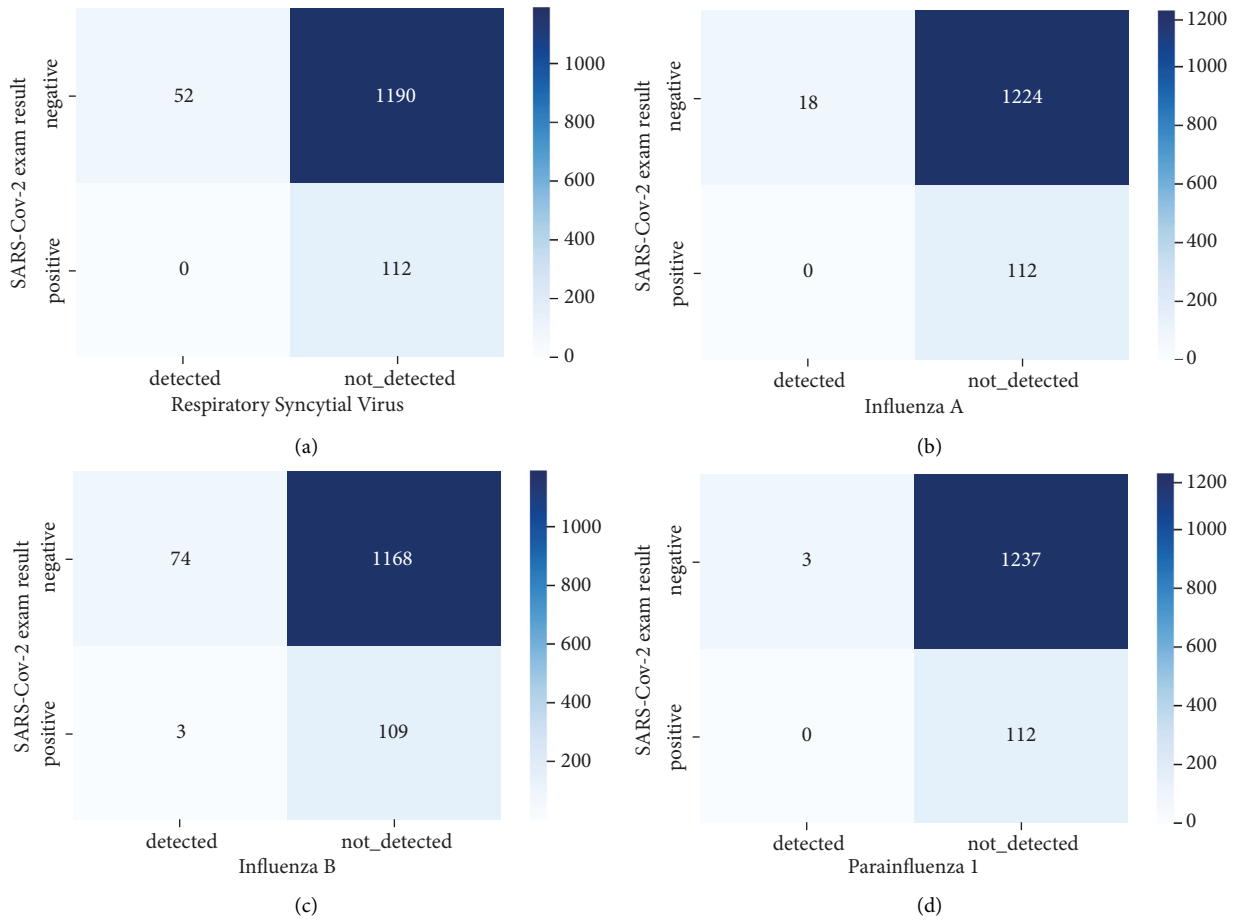 SARS-Cov-2 exam result
negative
positive
52
1190
0
112
detected
not_detected
Respiratory Syncytial Virus
1000
800
600
400
200
0
(a)
SARS-Cov-2 exam result
negative
positive
18
1224
0
112
detected
not_detected
Influenza A
1200
1000
800
600
400
200
0
(b)
SARS-Cov-2 exam result
negative
positive
74
1168
3
109
detected
not_detected
Influenza B
1000
800
600
400
200
(c)
SARS-Cov-2 exam result
negative
positive
3
1237
0
112
detected
not_detected
Parainfluenza 1
1200
1000
800
600
400
200
0
(d)